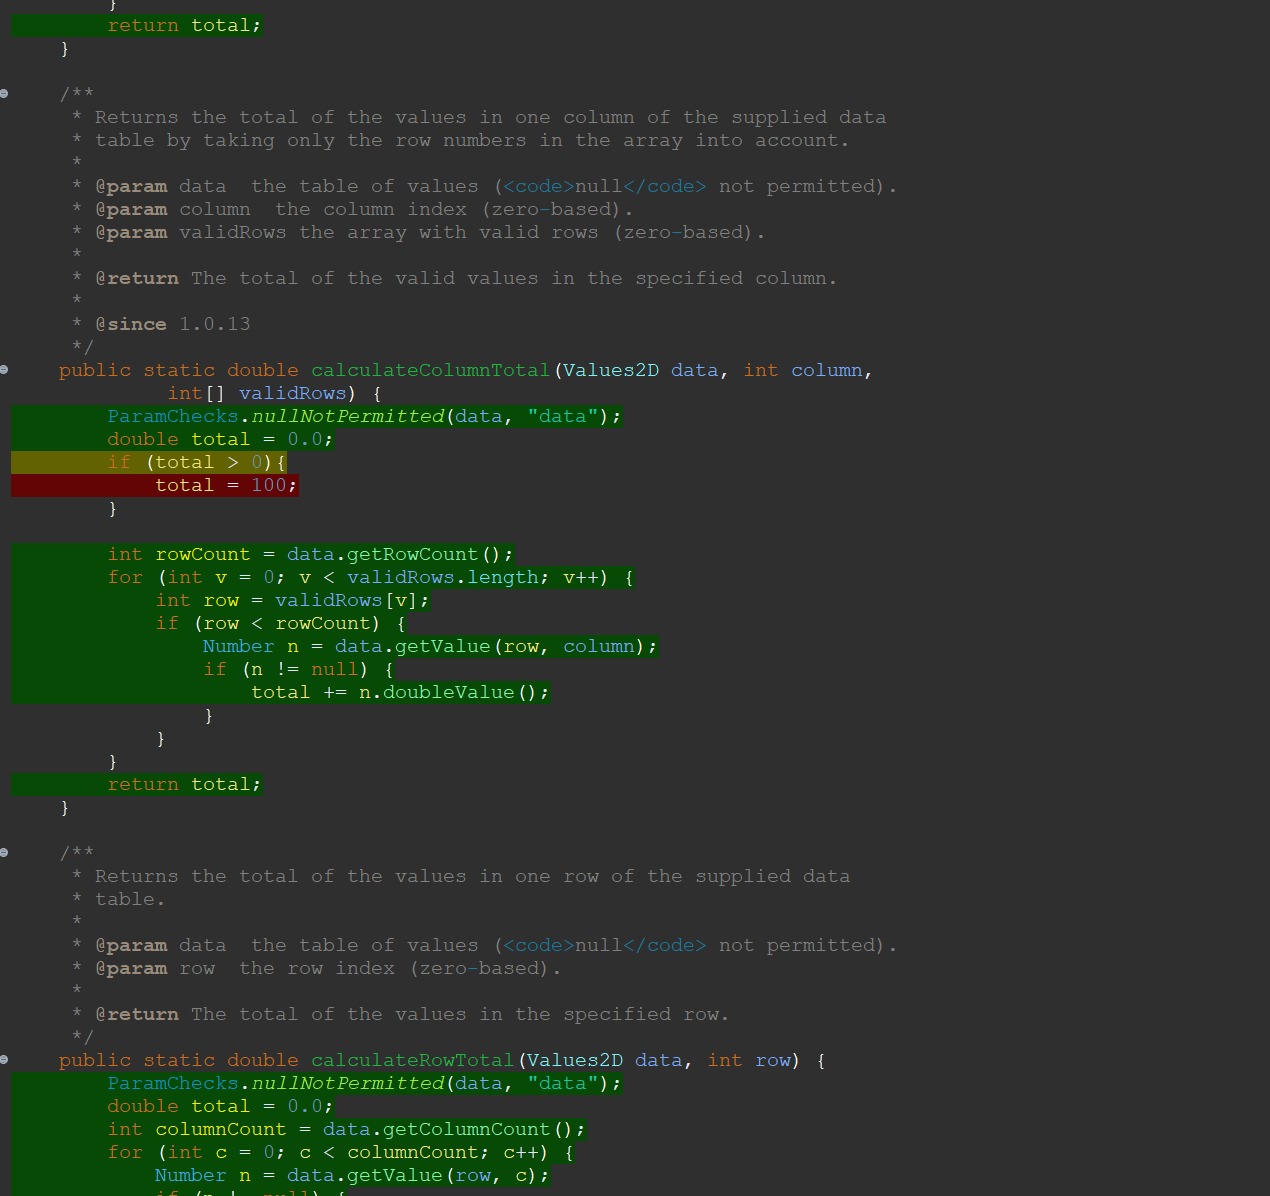 }
        return total;
    }

    /**
     * Returns the total of the values in one column of the supplied data
     * table by taking only the row numbers in the array into account.
     *
     * @param data  the table of values (<code>null</code> not permitted).
     * @param column  the column index (zero-based).
     * @param validRows the array with valid rows (zero-based).
     *
     * @return The total of the valid values in the specified column.
     *
     * @since 1.0.13
     */
    public static double calculateColumnTotal(Values2D data, int column,
             int[] validRows) {
        ParamChecks.nullNotPermitted(data, "data");
        double total = 0.0;
        if (total > 0){
            total = 100;
        }

        int rowCount = data.getRowCount();
        for (int v = 0; v < validRows.length; v++) {
            int row = validRows[v];
            if (row < rowCount) {
                Number n = data.getValue(row, column);
                if (n != null) {
                    total += n.doubleValue();
                }
            }
        }
        return total;
    }

    /**
     * Returns the total of the values in one row of the supplied data
     * table.
     *
     * @param data  the table of values (<code>null</code> not permitted).
     * @param row  the row index (zero-based).
     *
     * @return The total of the values in the specified row.
     */
    public static double calculateRowTotal(Values2D data, int row) {
        ParamChecks.nullNotPermitted(data, "data");
        double total = 0.0;
        int columnCount = data.getColumnCount();
        for (int c = 0; c < columnCount; c++) {
            Number n = data.getValue(row, c);
            if (n != null) {